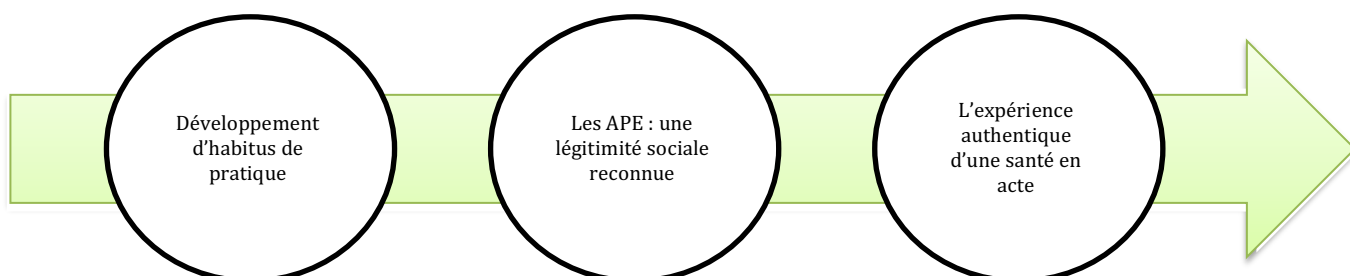 Développement
d’habitus de
pratique
Les APE : une
légitimité sociale
reconnue
L’expérience
authentique
d’une santé en
acte